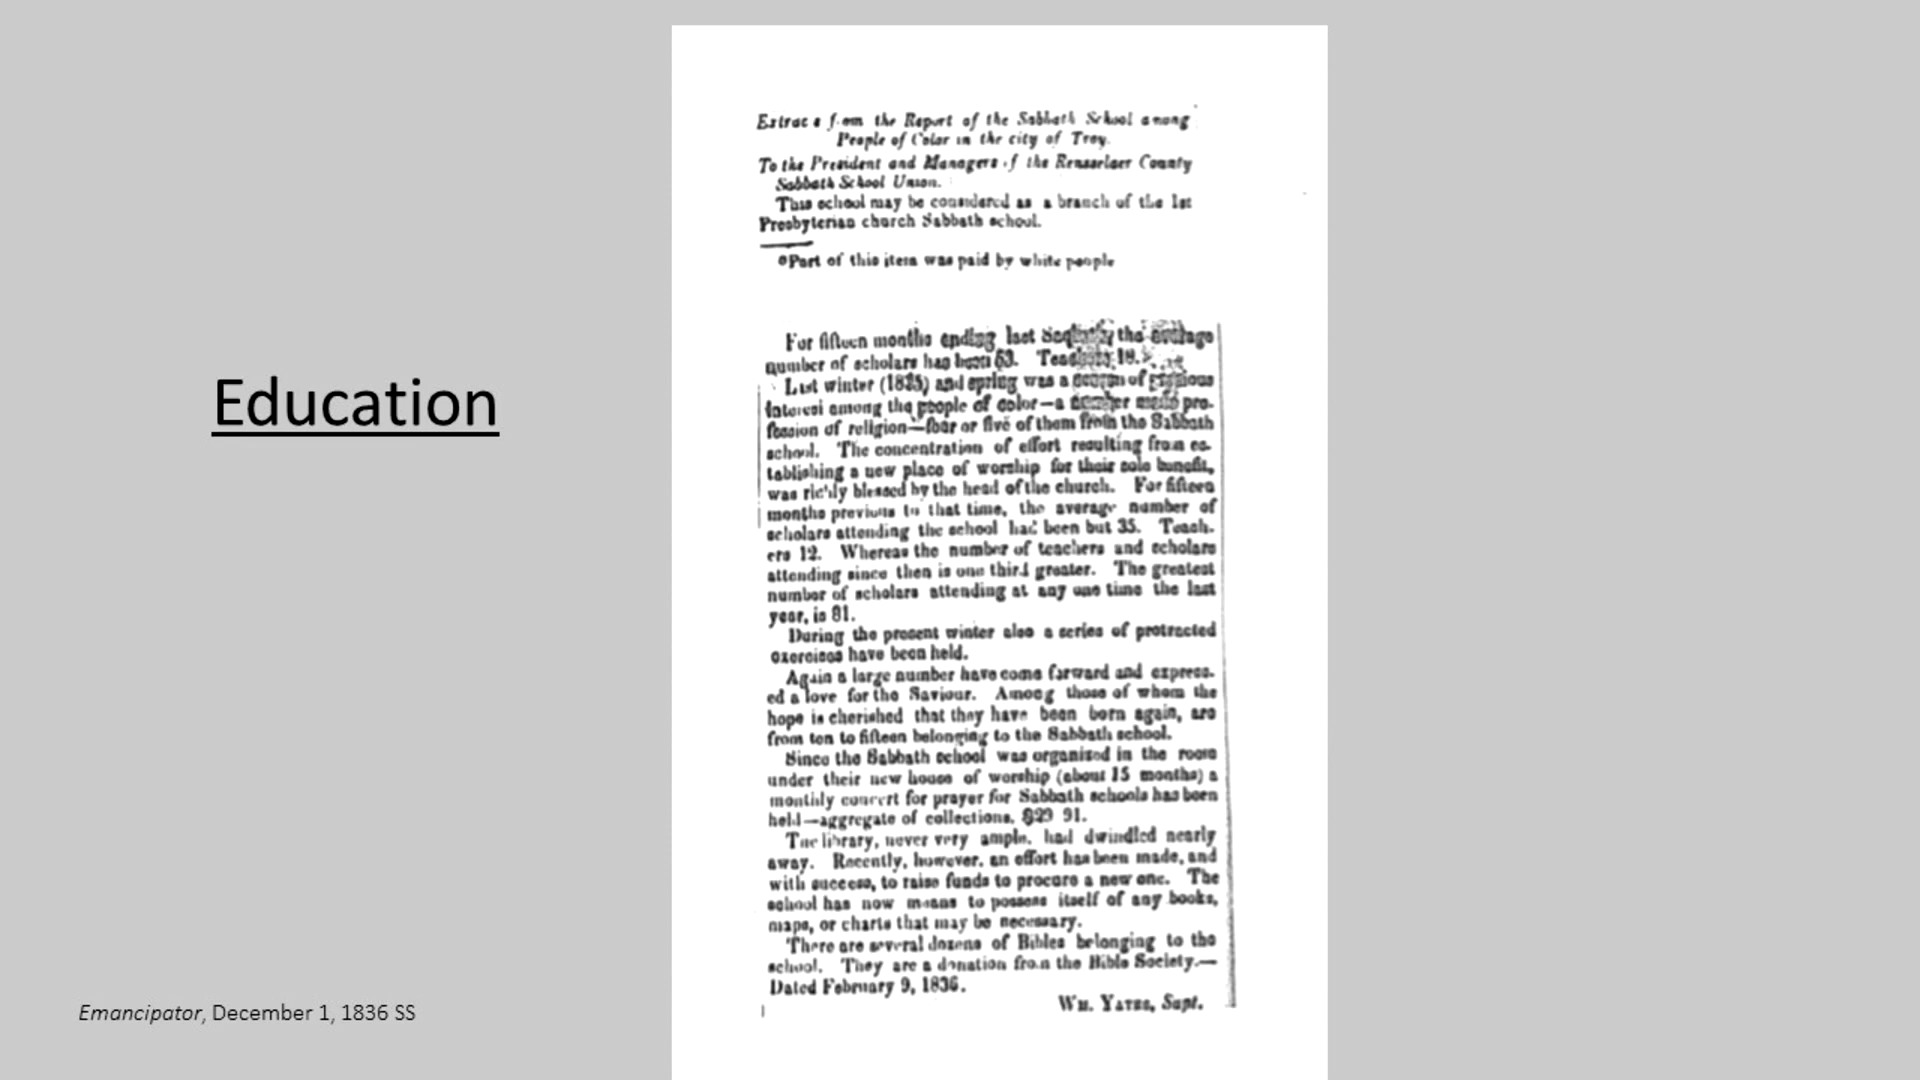 Education
Emancipator, December 1, 1836 SS
Extrac s f om the Report of the Sabbath School among
People of Color in the city of Troy.
To the President and Managers of the Rensselaer County
Sabbath School Union.
This school may be considered as a branch of the 1st
Presbyterian church Sabbath school.
Part of this item was paid by white people
For fifteen months ending last the average
number of scholars has been 53. Teachers 18.
Last winter (1835) and spring was a season of
interest among the people of color—a number made pro-
fession of religion—four or five of them from the Sabbath
school. The concentration of effort resulting from es-
tablishing a new place of worship for their sole benefit,
was richly blessed by the head of the church. For fifteen
months previous to that time, the average number of
scholars attending the school had been but 35. Teach-
ers 12. Whereas the number of teachers and scholars
attending since then is one third greater. The greatest
number of scholars attending at any one time the last
year, is 81.
During the present winter also a series of protracted
exercises have been held.
Again a large number have come forward and express-
ed a love for the Saviour. Among those of whom the
hope is cherished that they have been born again, are
from ten to fifteen belonging to the Sabbath school.
Since the Sabbath school was organized in the room
under their new house of worship (about 15 months) a
monthly concert for prayer for Sabbath schools has been
held—aggregate of collections, $29 91.
The library, never very ample, had dwindled nearly
away. Recently, however, an effort has been made, and
with success, to raise funds to procure a new one. The
school has now means to possess itself of any books,
maps, or charts that may be necessary.
There are several dozens of Bibles belonging to the
school. They are a donation from the Bible Society.—
Dated February 9, 1836.
WM. YATES, Supt.